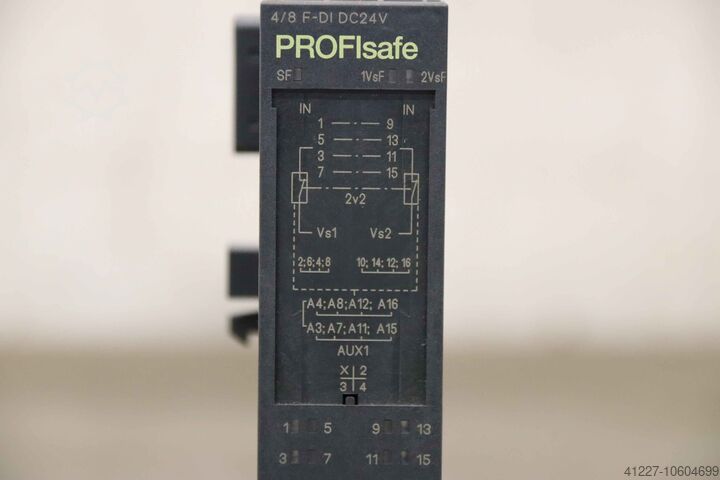 4/8 F-DI DC24V
PROFIsafe
SF 1VsF 2VsF
IN IN
1 9
5 13
3 11
7 15
2v2
Vs1 Vs2
2;6;4;8 10; 14; 12; 16
A4;A8;A12; A16
A3;A7;A11; A15
AUX1
X 2
3 4
1 5 9 13
3 7 11 15
41227-10604699